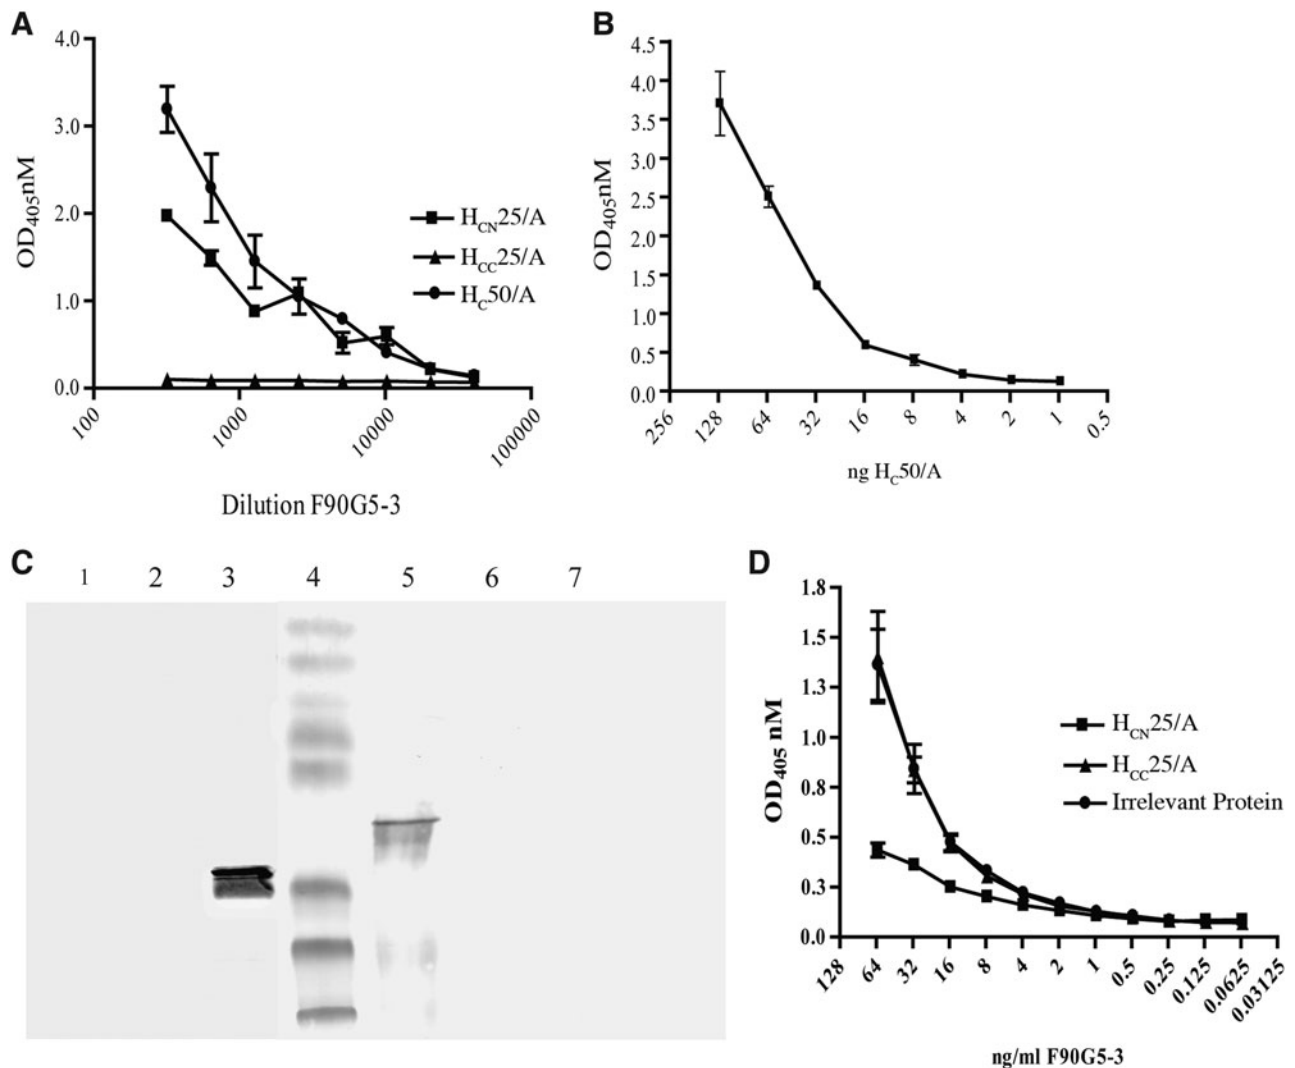 A
4.0
3.0
2.0
1.0
0.0
OD405nM
100
1000
10000
100000
Dilution F90G5-3
HCN25/A
HCC25/A
HC50/A
B
4.5
4.0
3.5
3.0
2.5
2.0
1.5
1.0
0.5
0.0
OD405nM
256
128
64
32
16
8
4
2
1
0.5
ng HC50/A
C
1 2 3 4 5 6 7
D
1.8
1.5
1.3
1.0
0.8
0.5
0.3
0.0
OD405 nM
128
64
32
16
8
4
2
1
0.5
0.25
0.125
0.0625
0.03125
ng/ml F90G5-3
HCN25/A
HCC25/A
Irrelevant Protein